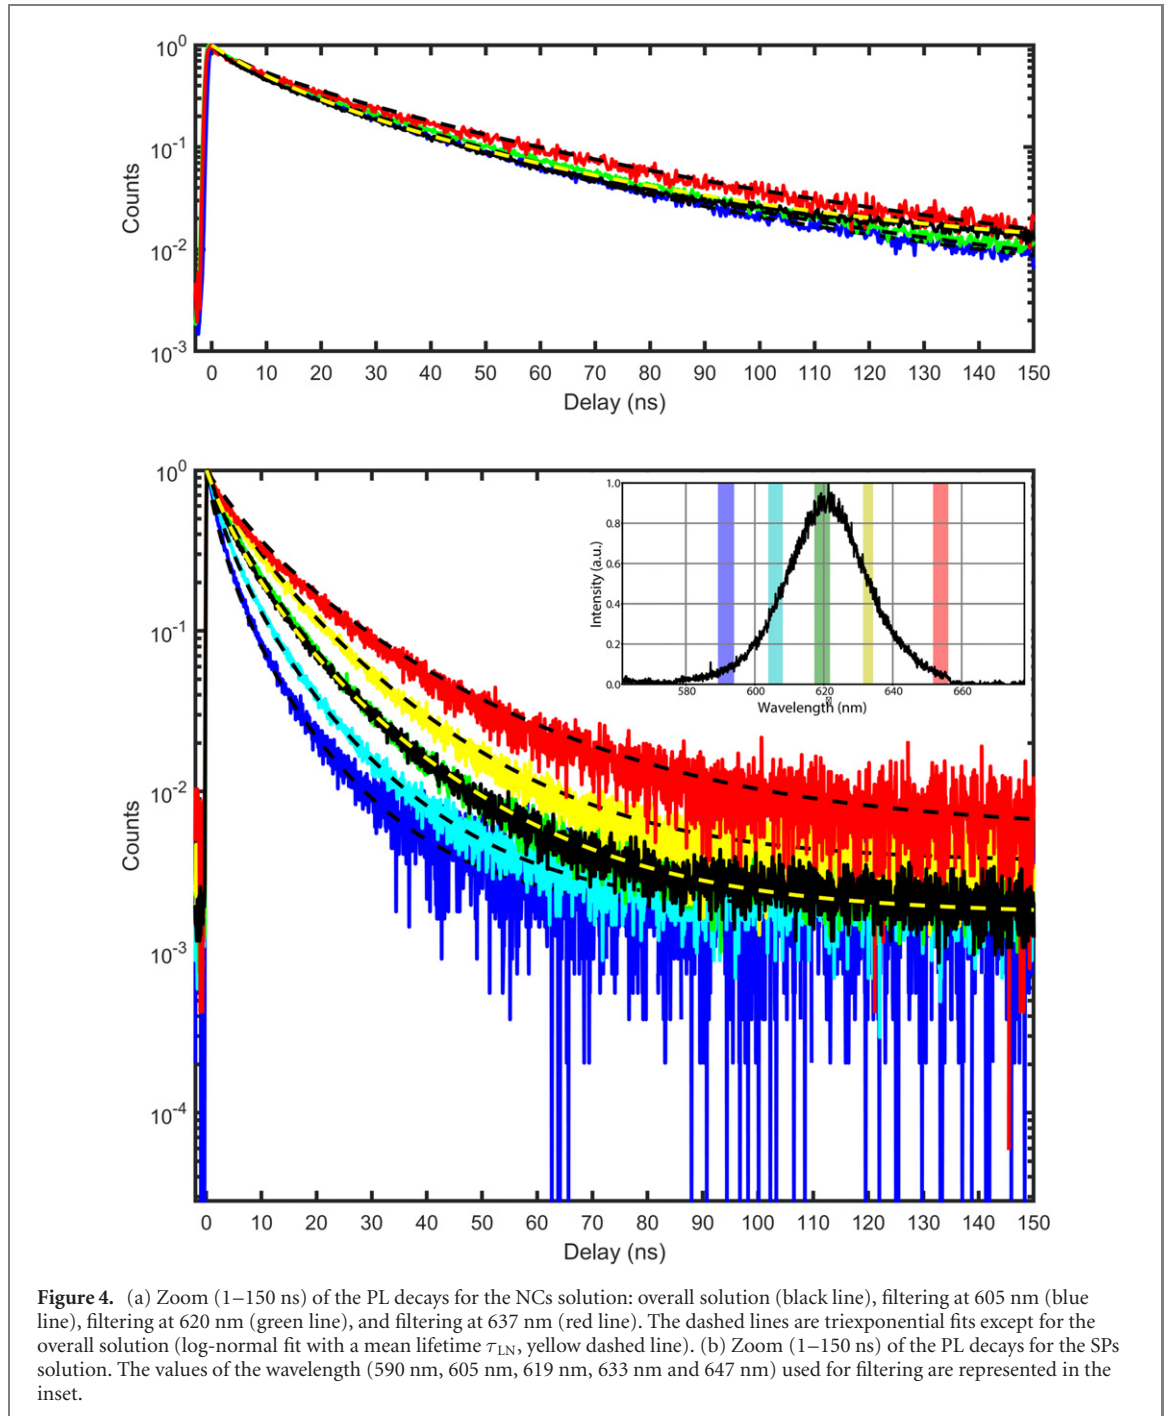 10^0
10^-1
10^-2
10^-3
Counts
0 10 20 30 40 50 60 70 80 90 100 110 120 130 140 150
Delay (ns)
10^0
10^-1
10^-2
10^-3
10^-4
Counts
1.0
0.8
0.6
0.4
0.2
0.0
Intensity (a.u.)
580 600 620 640 660
Wavelength (nm)
0 10 20 30 40 50 60 70 80 90 100 110 120 130 140 150
Delay (ns)
Figure 4. (a) Zoom (1–150 ns) of the PL decays for the NCs solution: overall solution (black line), filtering at 605 nm (blue
line), filtering at 620 nm (green line), and filtering at 637 nm (red line). The dashed lines are triexponential fits except for the
overall solution (log-normal fit with a mean lifetime τLN, yellow dashed line). (b) Zoom (1–150 ns) of the PL decays for the SPs
solution. The values of the wavelength (590 nm, 605 nm, 619 nm, 633 nm and 647 nm) used for filtering are represented in the
inset.